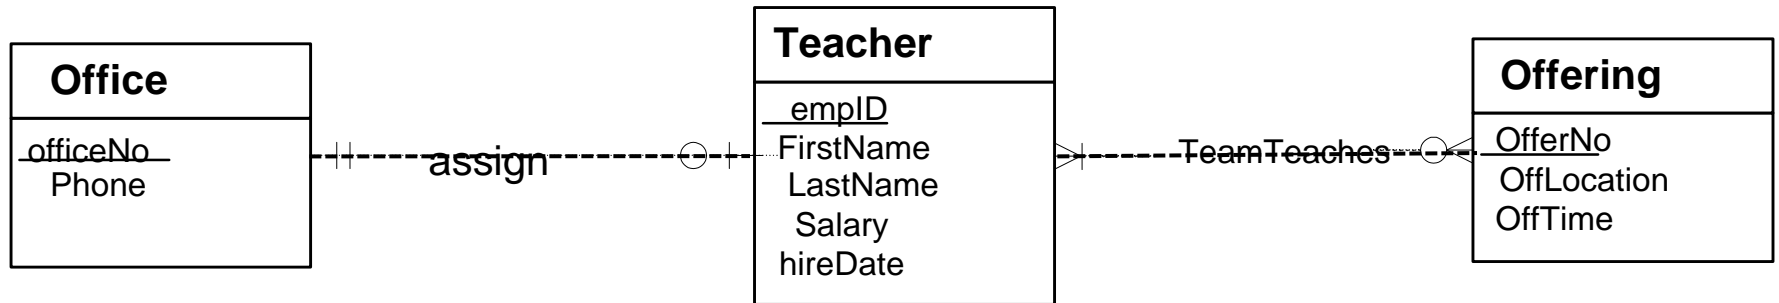 Office
officeNo
Phone
assign
Teacher
empID
FirstName
LastName
Salary
hireDate
TeamTeaches
Offering
OfferNo
OffLocation
OffTime